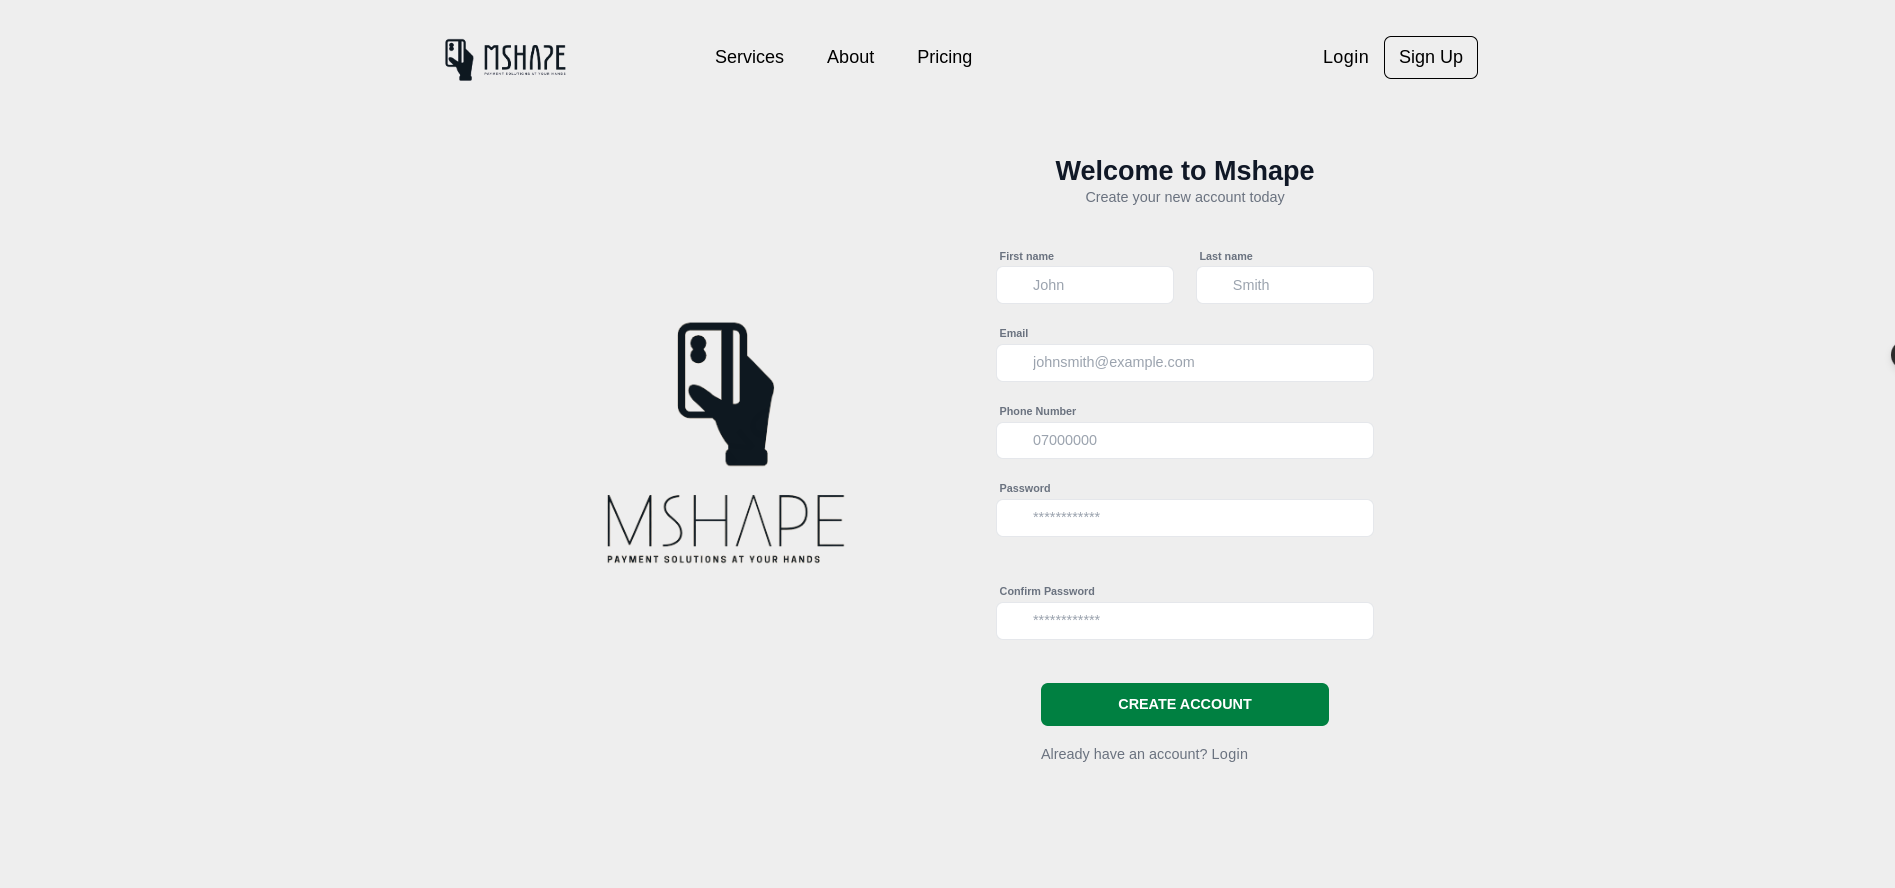 MSHAPE
PAYMENT SOLUTIONS AT YOUR HANDS
Services
About
Pricing
Login
Sign Up
Welcome to Mshape
Create your new account today
First name
Last name
John
Smith
Email
johnsmith@example.com
Phone Number
07000000
Password
************
Confirm Password
************
CREATE ACCOUNT
Already have an account? Login
MSHAPE
PAYMENT SOLUTIONS AT YOUR HANDS